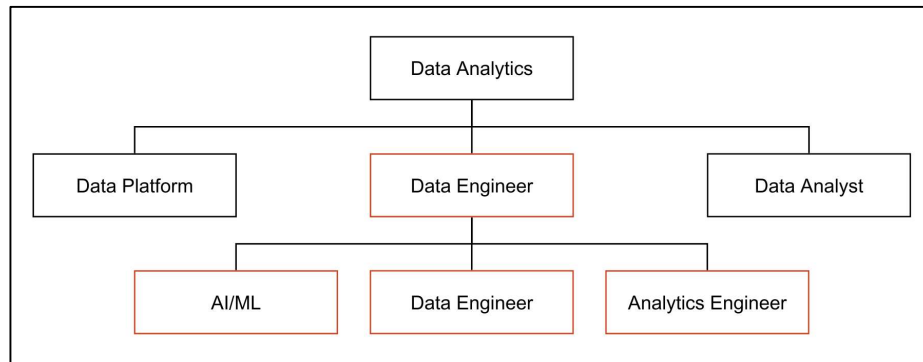 Data Analytics
Data Platform
Data Engineer
Data Analyst
AI/ML
Data Engineer
Analytics Engineer